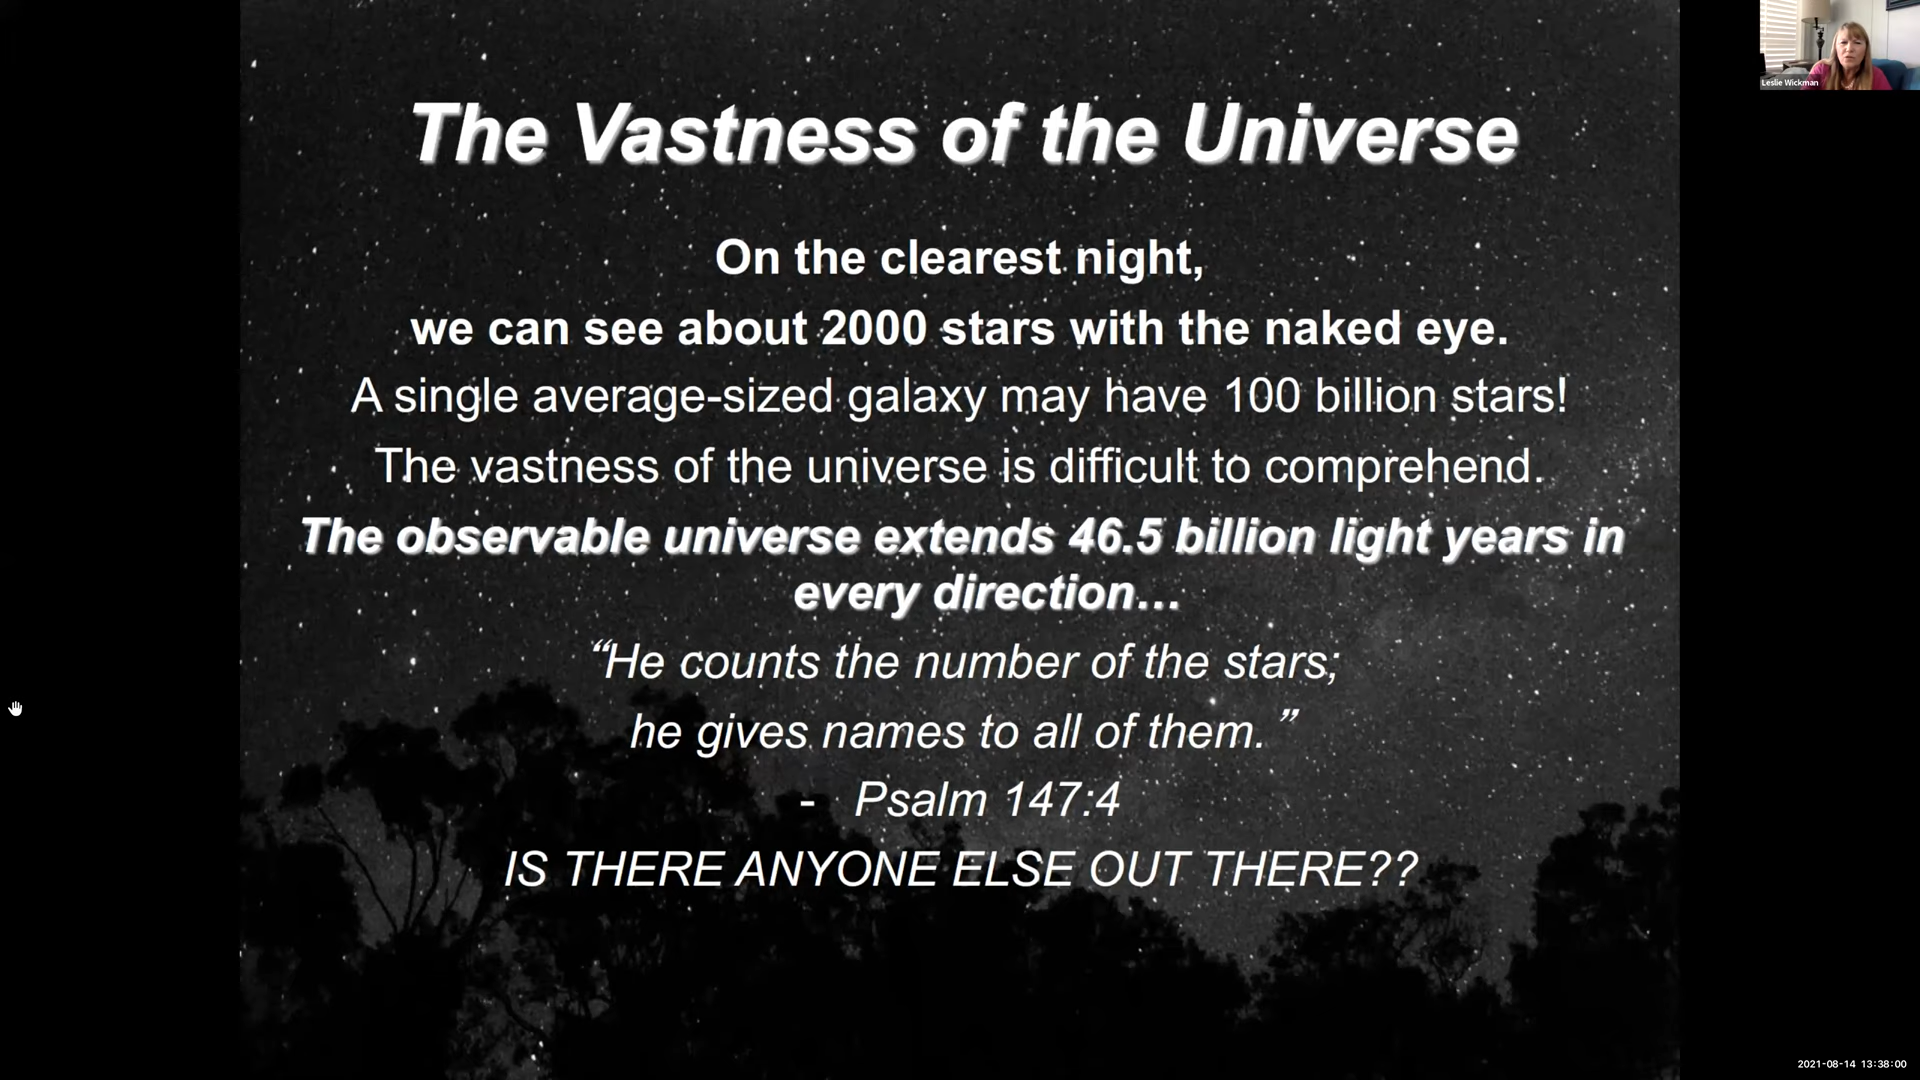 Leslie Wickman
The Vastness of the Universe
On the clearest night,
we can see about 2000 stars with the naked eye.
A single average-sized galaxy may have 100 billion stars!
The vastness of the universe is difficult to comprehend.
The observable universe extends 46.5 billion light years in
every direction…
“He counts the number of the stars;
he gives names to all of them.”
- Psalm 147:4
IS THERE ANYONE ELSE OUT THERE??
2021-08-14 13:38:00